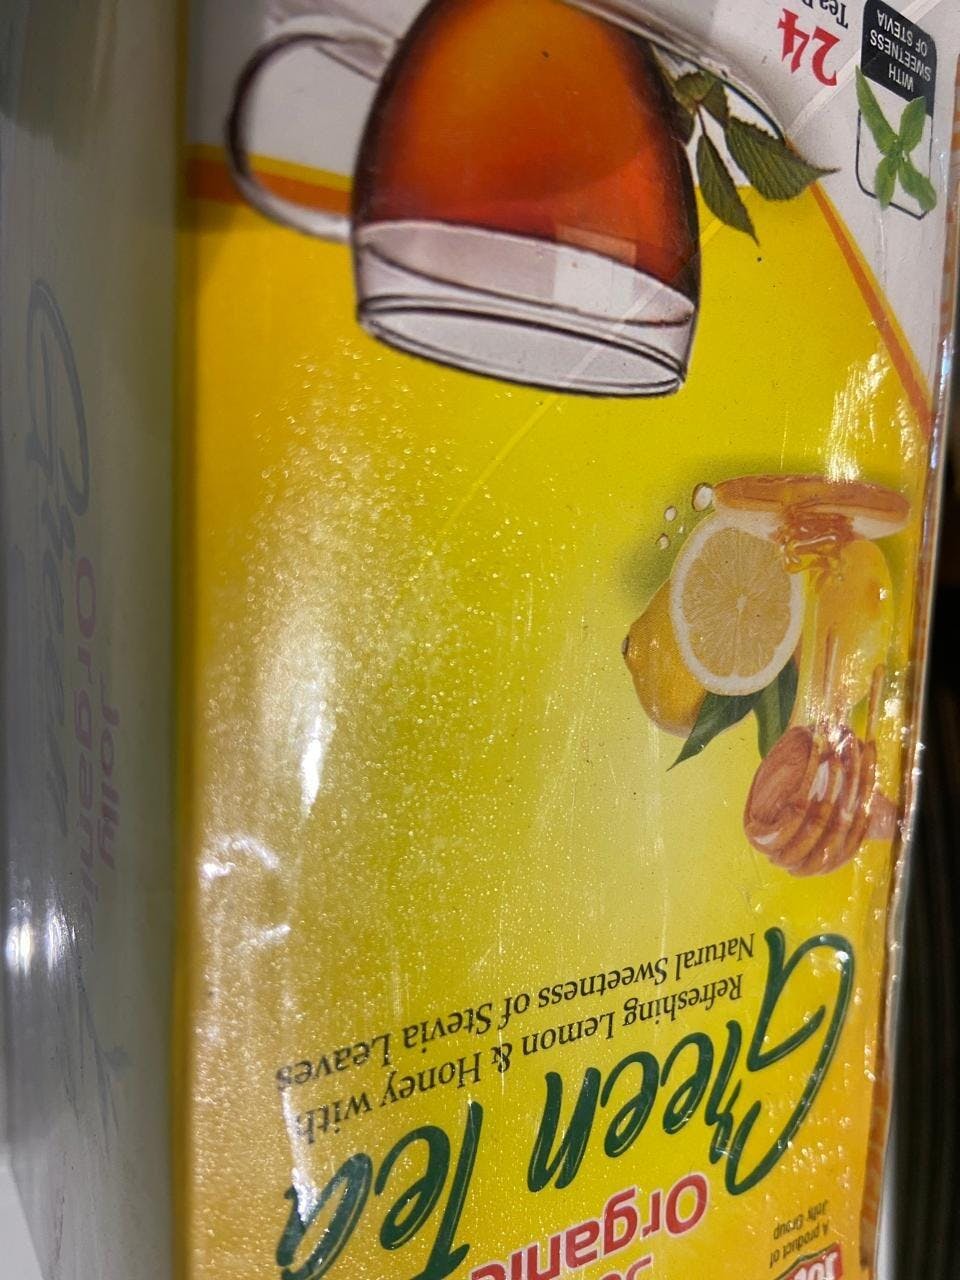 A product of
Jolly Group
Organic
Green Tea
Refreshing Lemon & Honey with
Natural Sweetness of Stevia Leaves
WITH
SWEETNESS
OF STEVIA
24
Tea
Jolly
Organic
Green